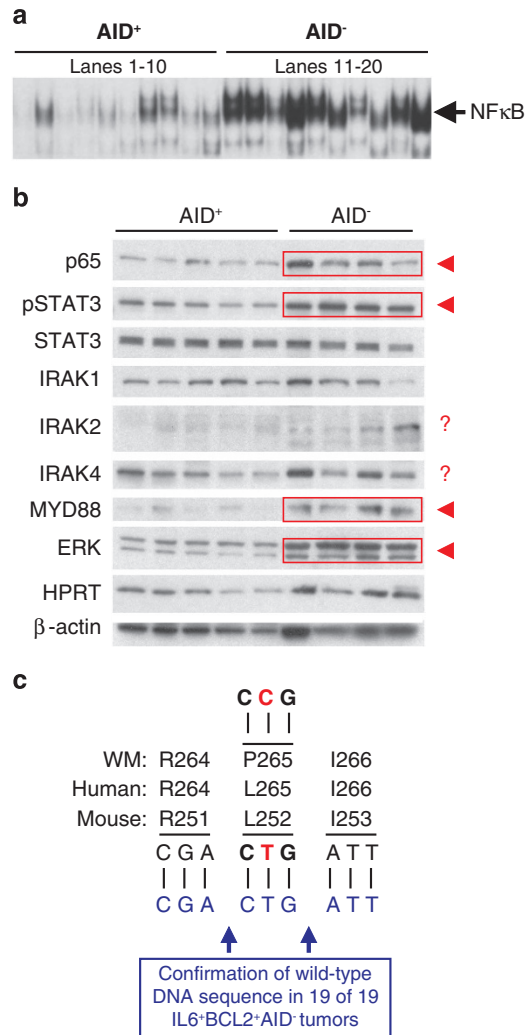 a
AID⁺ AID⁻
Lanes 1-10 Lanes 11-20
NFκB
b
AID⁺ AID⁻
p65
pSTAT3
STAT3
IRAK1
IRAK2 ?
IRAK4 ?
MYD88
ERK
HPRT
β-actin
c
C C G
WM: R264 P265 I266
Human: R264 L265 I266
Mouse: R251 L252 I253
C G A C T G A T T
C G A C T G A T T
Confirmation of wild-type
DNA sequence in 19 of 19
IL6⁺BCL2⁺AID⁻ tumors